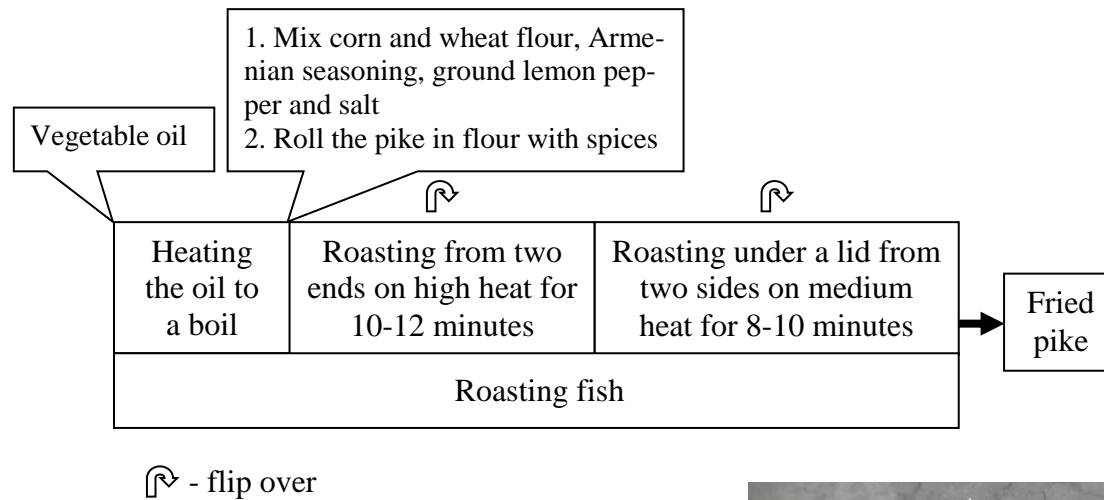 1. Mix corn and wheat flour, Arme-
nian seasoning, ground lemon pep-
per and salt
2. Roll the pike in flour with spices
Vegetable oil
Heating
the oil to
a boil
Roasting from two
ends on high heat for
10-12 minutes
Roasting under a lid from
two sides on medium
heat for 8-10 minutes
Fried
pike
Roasting fish
- flip over